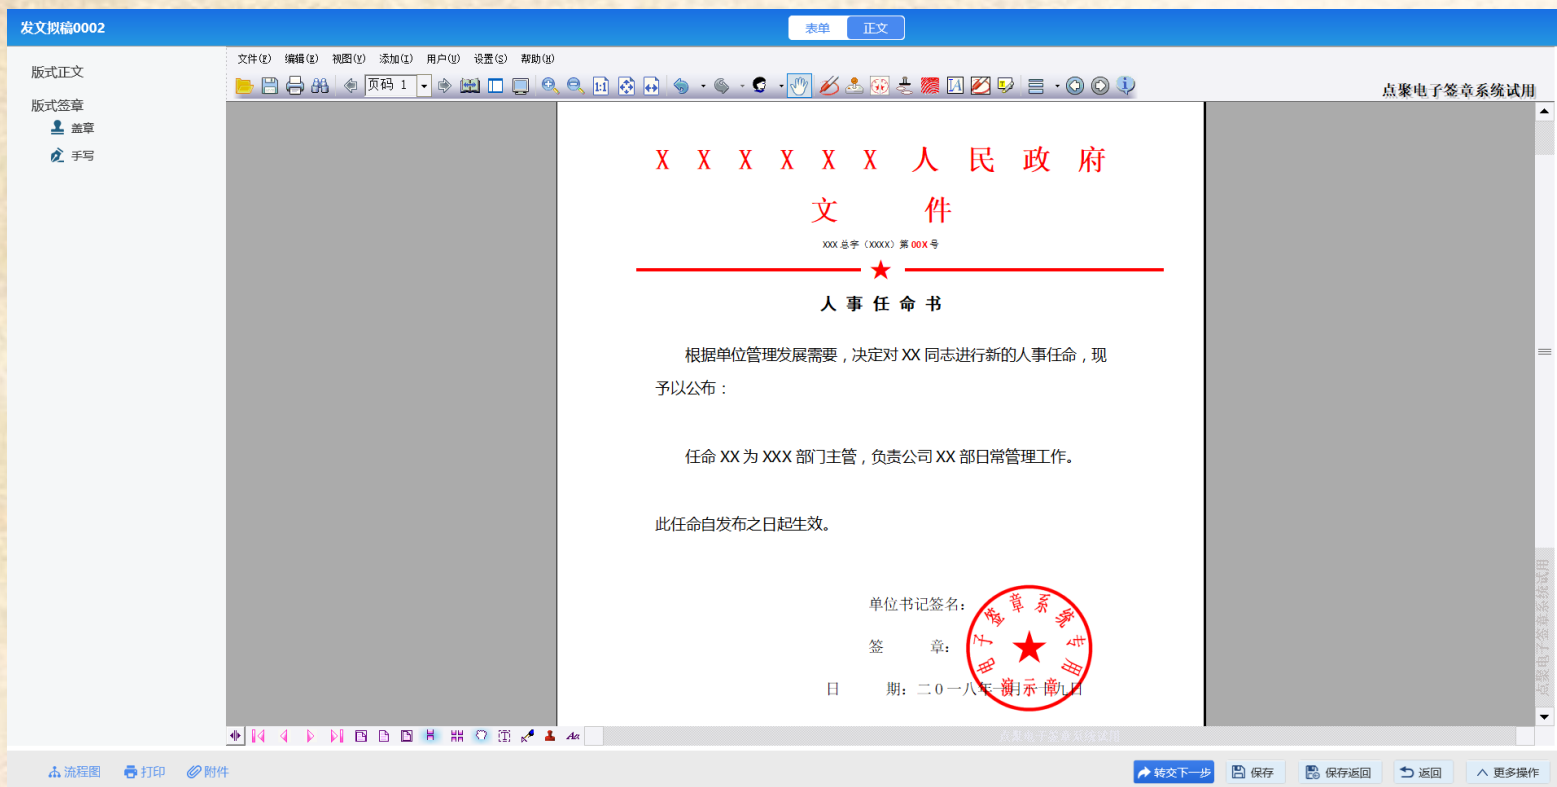 发文拟稿0002
表单 正文
版式正文
版式签章
盖章
手写
文件(F) 编辑(E) 视图(V) 添加(I) 用户(U) 设置(S) 帮助(H)
页码 1
点聚电子签章系统试用
X X X X X X 人 民 政 府
文 件
XXX 总字（XXXX）第 00X 号
人 事 任 命 书
根据单位管理发展需要，决定对 XX 同志进行新的人事任命，现
予以公布：
任命 XX 为 XXX 部门主管，负责公司 XX 部日常管理工作。
此任命自发布之日起生效。
单位书记签名：
签 章：
电子签章系统专用
演示章
日 期：二０一八年一月 十九日
点聚电子签章系统试用
点聚电子签章系统试用
流程图 打印 附件
转交下一步 保存 保存返回 返回 更多操作